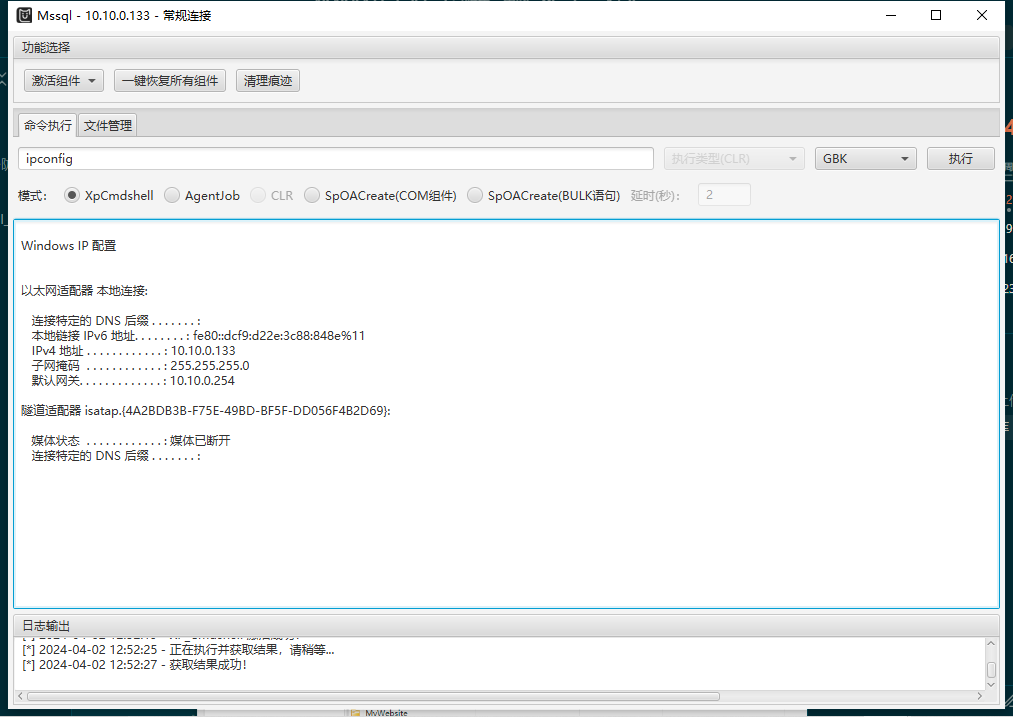 Mssql - 10.10.0.133 - 常规连接
功能选择
激活组件 一键恢复所有组件 清理痕迹
命令执行 文件管理
ipconfig 执行类型(CLR) GBK 执行
模式: XpCmdshell AgentJob CLR SpOACreate(COM组件) SpOACreate(BULK语句) 延时(秒): 2
Windows IP 配置
以太网适配器 本地连接:
连接特定的 DNS 后缀 . . . . . . . :
本地链接 IPv6 地址. . . . . . . . : fe80::dcf9:d22e:3c88:848e%11
IPv4 地址 . . . . . . . . . . . . : 10.10.0.133
子网掩码 . . . . . . . . . . . . : 255.255.255.0
默认网关. . . . . . . . . . . . . : 10.10.0.254
隧道适配器 isatap.{4A2BDB3B-F75E-49BD-BF5F-DD056F4B2D69}:
媒体状态 . . . . . . . . . . . . : 媒体已断开
连接特定的 DNS 后缀 . . . . . . . :
日志输出
[*] 2024-04-02 12:52:25 - 正在执行并获取结果，请稍等...
[*] 2024-04-02 12:52:27 - 获取结果成功！
MyWebsite